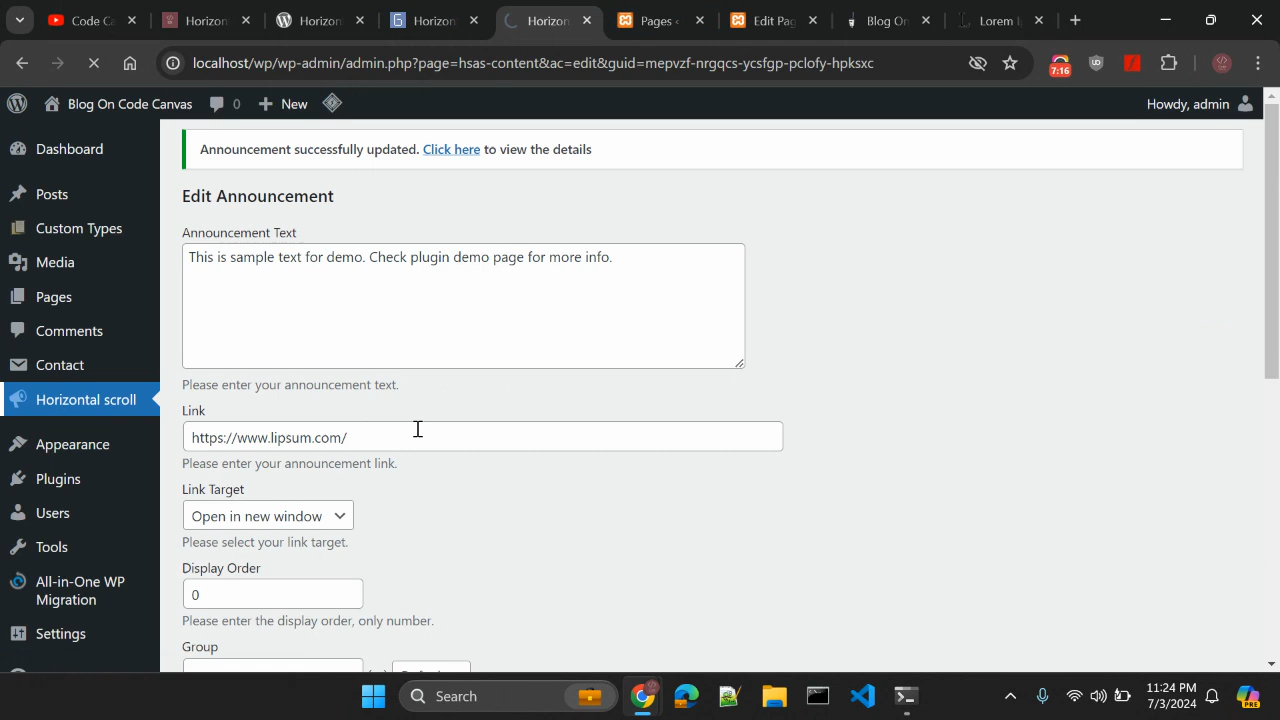 Code Ca
Horizon
Horizon
Horizon
Horizon
Pages ‹
Edit Pag
Blog On
Lorem I
localhost/wp/wp-admin/admin.php?page=hsas-content&ac=edit&guid=mepvzf-nrgqcs-ycsfgp-pclofy-hpksxc
7:16
Blog On Code Canvas
0
New
Howdy, admin
Dashboard
Posts
Custom Types
Media
Pages
Comments
Contact
Horizontal scroll
Appearance
Plugins
Users
Tools
All-in-One WP
Migration
Settings
Announcement successfully updated. Click here to view the details
Edit Announcement
Announcement Text
This is sample text for demo. Check plugin demo page for more info.
Please enter your announcement text.
Link
https://www.lipsum.com/
Please enter your announcement link.
Link Target
Open in new window
Please select your link target.
Display Order
0
Please enter the display order, only number.
Group
Search
11:24 PM
7/3/2024
PRE